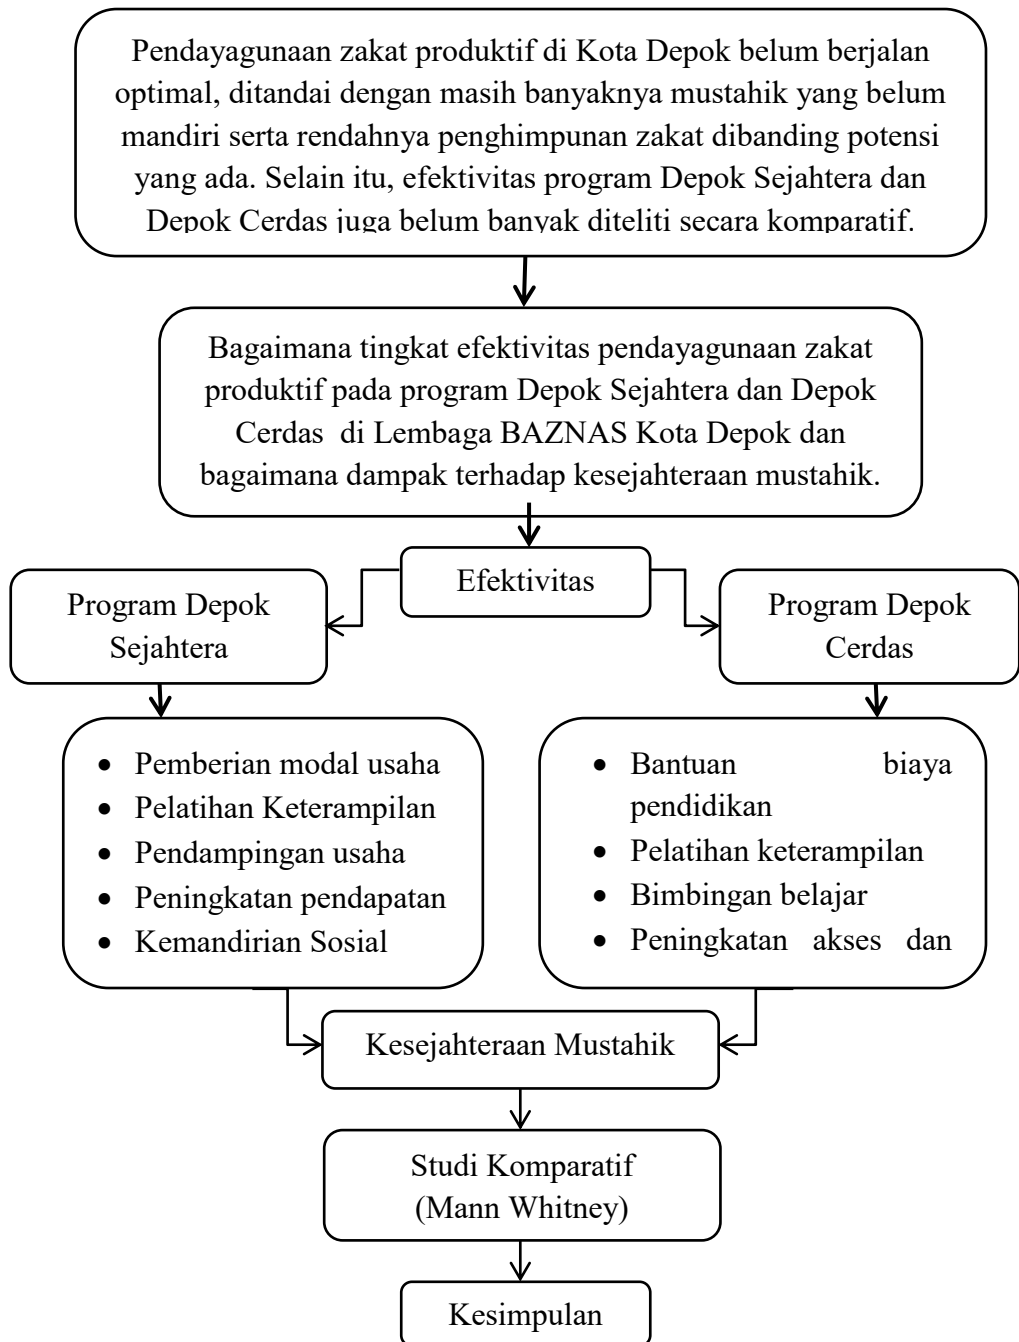 Pendayagunaan zakat produktif di Kota Depok belum berjalan
optimal, ditandai dengan masih banyaknya mustahik yang belum
mandiri serta rendahnya penghimpunan zakat dibanding potensi
yang ada. Selain itu, efektivitas program Depok Sejahtera dan
Depok Cerdas juga belum banyak diteliti secara komparatif.
Bagaimana tingkat efektivitas pendayagunaan zakat
produktif pada program Depok Sejahtera dan Depok
Cerdas di Lembaga BAZNAS Kota Depok dan
bagaimana dampak terhadap kesejahteraan mustahik.
Efektivitas
Program Depok
Sejahtera
Program Depok
Cerdas
• Pemberian modal usaha
• Pelatihan Keterampilan
• Pendampingan usaha
• Peningkatan pendapatan
• Kemandirian Sosial
• Bantuan biaya
pendidikan
• Pelatihan keterampilan
• Bimbingan belajar
• Peningkatan akses dan
Kesejahteraan Mustahik
Studi Komparatif
(Mann Whitney)
Kesimpulan